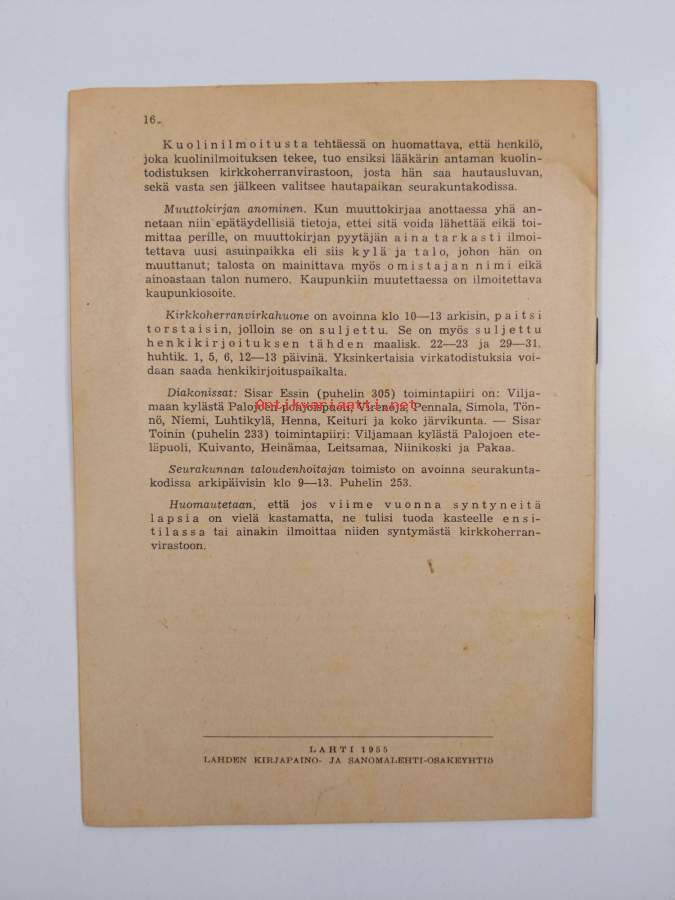 16
Kuolinilmoitusta tehtäessä on huomattava, että henkilö,
joka kuolinilmoituksen tekee, tuo ensiksi lääkärin antaman kuolin-
todistuksen kirkkoherranvirastoon, josta hän saa hautausluvan,
sekä vasta sen jälkeen valitsee hautapaikan seurakuntakodissa.
Muuttokirjan anominen. Kun muuttokirjaa anottaessa yhä an-
netaan niin epätäydellisiä tietoja, ettei sitä voida lähettää eikä toi-
mittaa perille, on muuttokirjan pyytäjän aina tarkasti ilmoi-
tettava uusi asuinpaikka eli siis kylä ja talo, johon hän on
muuttanut; talosta on mainittava myös omistajan nimi eikä
ainoastaan talon numero. Kaupunkiin muutettaessa on ilmoitettava
kaupunkiosoite.
Kirkkoherranvirkahuone on avoinna klo 10—13 arkisin, paitsi
torstaisin, jolloin se on suljettu. Se on myös suljettu
henkikirjoituksen tähden maalisk. 22—23 ja 29—31.
huhtik. 1, 5, 6, 12—13 päivinä. Yksinkertaisia virkatodistuksia voi-
daan saada henkikirjoituspaikalta.
Diakonissat: Sisar Essin (puhelin 305) toimintapiiri on: Vilja-
maan kylästä Palojoen pohjoispuoli, Virenoja, Pennala, Simola, Tön-
antikvariaatti.net
nö, Niemi, Luhtikylä, Henna, Keituri ja koko järvikunta. — Sisar
Toinin (puhelin 233) toimintapiiri: Viljamaan kylästä Palojoen ete-
läpuoli, Kuivanto, Heinämaa, Leitsamaa, Niinikoski ja Pakaa.
Seurakunnan taloudenhoitajan toimisto on avoinna seurakunta-
kodissa arkipäivisin klo 9—13. Puhelin 253.
Huomautetaan, että jos viime vuonna syntyneitä
lapsia on vielä kastamatta, ne tulisi tuoda kasteelle ensi-
tilassa tai ainakin ilmoittaa niiden syntymästä kirkkoherran-
virastoon.
LAHTI 1955
LAHDEN KIRJAPAINO- JA SANOMALEHTI-OSAKEYHTIÖ